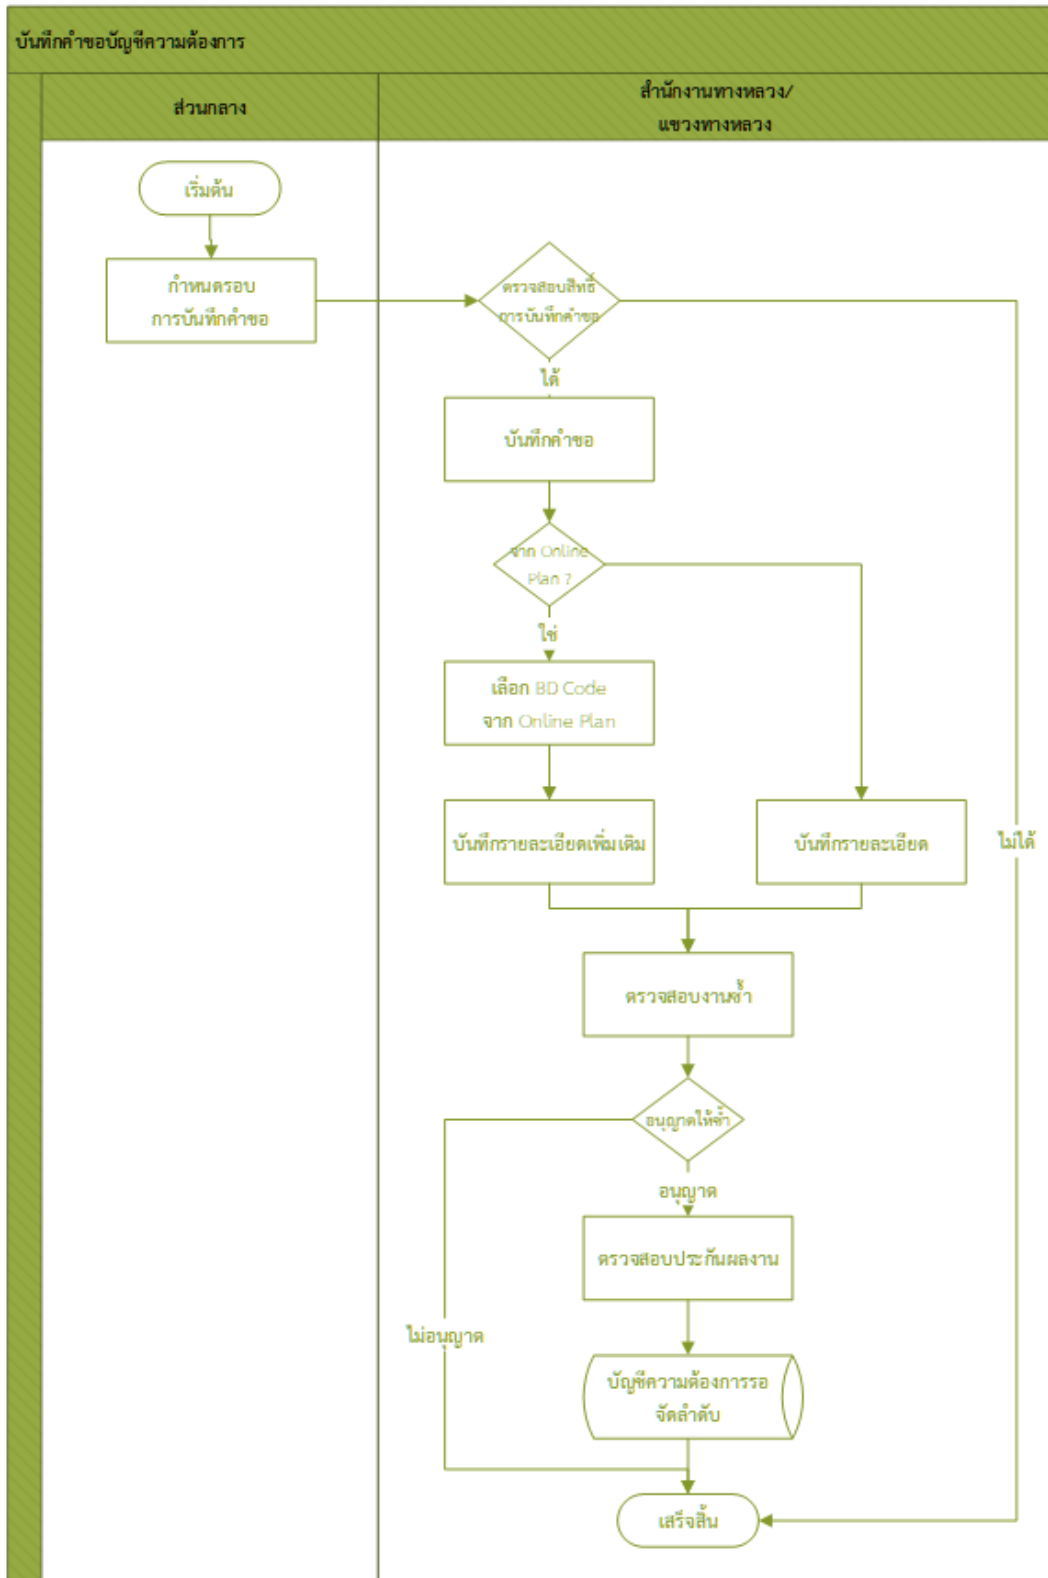 บันทึกคำขอบัญชีความต้องการ
ส่วนกลาง
สำนักงานทางหลวง/
แขวงทางหลวง
เริ่มต้น
กำหนดรอบ
การบันทึกคำขอ
ตรวจสอบสิทธิ์
การบันทึกคำขอ
ได้
บันทึกคำขอ
จาก Online
Plan ?
ใช่
เลือก BD Code
จาก Online Plan
บันทึกรายละเอียดเพิ่มเติม
บันทึกรายละเอียด
ไม่ได้
ตรวจสอบงานซ้ำ
อนุญาตให้ซ้ำ
อนุญาต
ตรวจสอบประกันผลงาน
ไม่อนุญาต
บัญชีความต้องการรอ
จัดลำดับ
เสร็จสิ้น